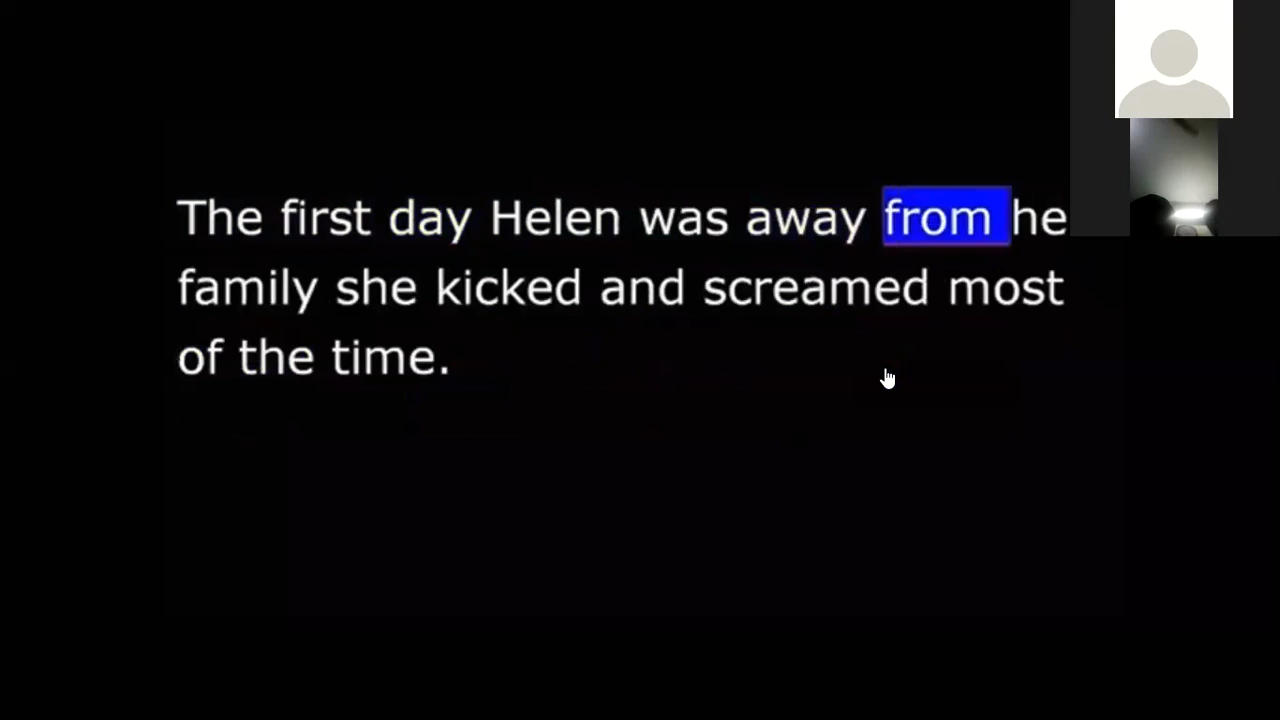 The first day Helen was away from he
family she kicked and screamed most
of the time.